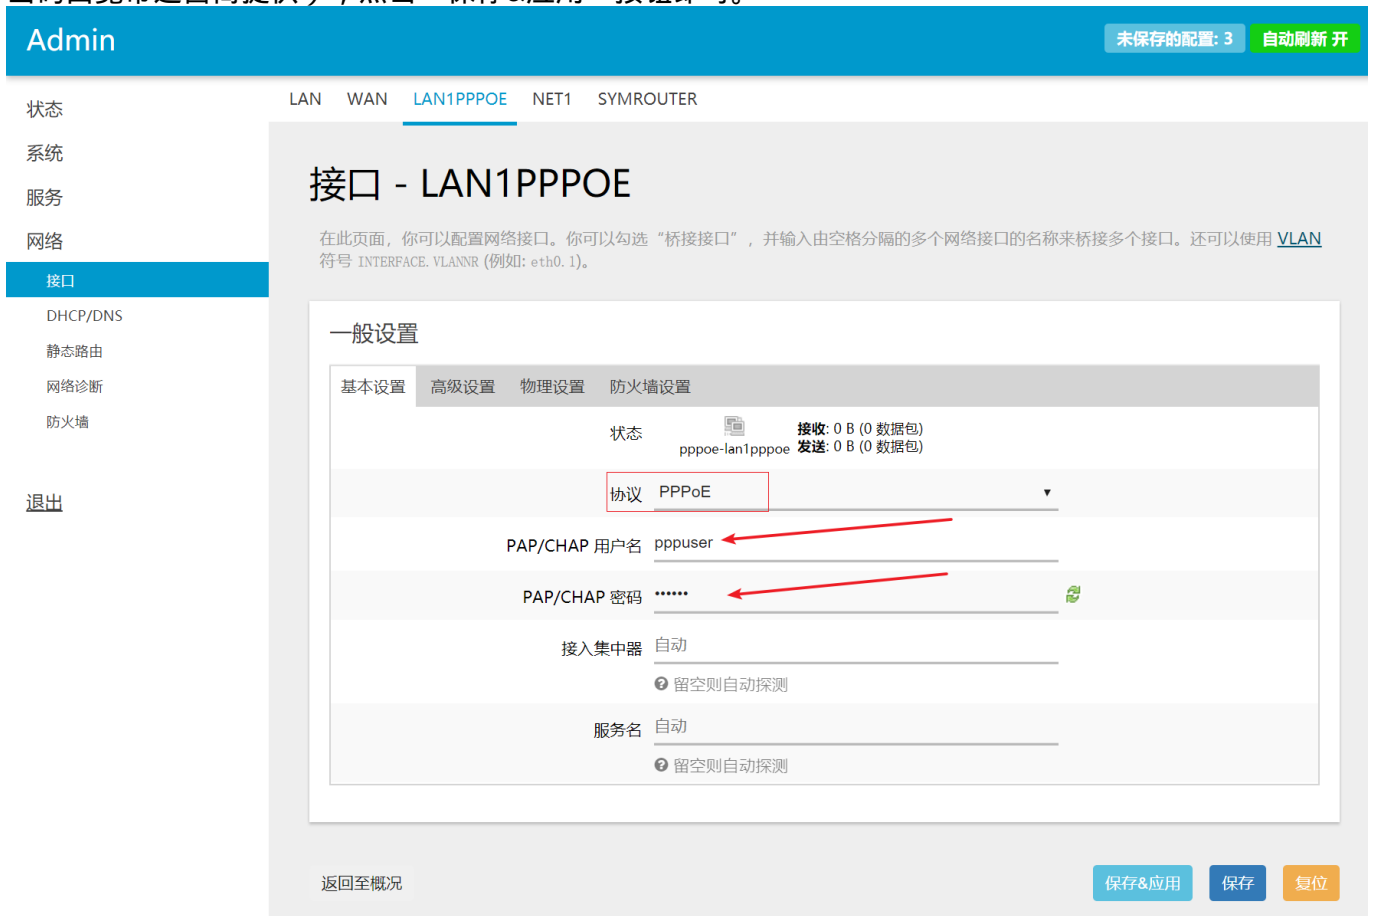 Admin
未保存的配置: 3
自动刷新 开
状态
系统
服务
网络
接口
DHCP/DNS
静态路由
网络诊断
防火墙
退出
LAN WAN LAN1PPPOE NET1 SYMROUTER
接口 - LAN1PPPOE
在此页面，你可以配置网络接口。你可以勾选“桥接接口”，并输入由空格分隔的多个网络接口的名称来桥接多个接口。还可以使用 VLAN
符号 INTERFACE.VLANNR (例如: eth0.1)。
一般设置
基本设置 高级设置 物理设置 防火墙设置
状态
pppoe-lan1pppoe
接收: 0 B (0 数据包)
发送: 0 B (0 数据包)
协议 PPPoE
PAP/CHAP 用户名 pppuser
PAP/CHAP 密码 ••••••
接入集中器 自动
留空则自动探测
服务名 自动
留空则自动探测
返回至概况
保存&应用 保存 复位